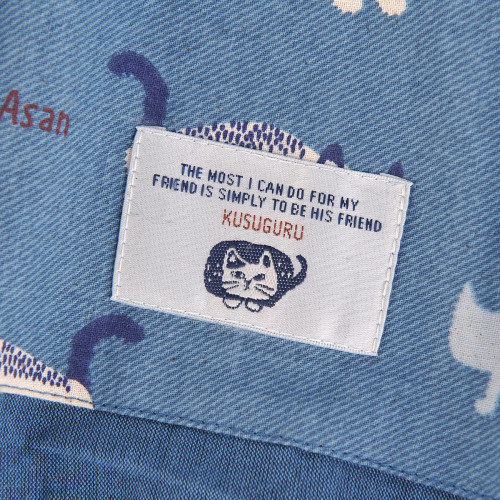 Asan
THE MOST I CAN DO FOR MY
FRIEND IS SIMPLY TO BE HIS FRIEND
KUSUGURU